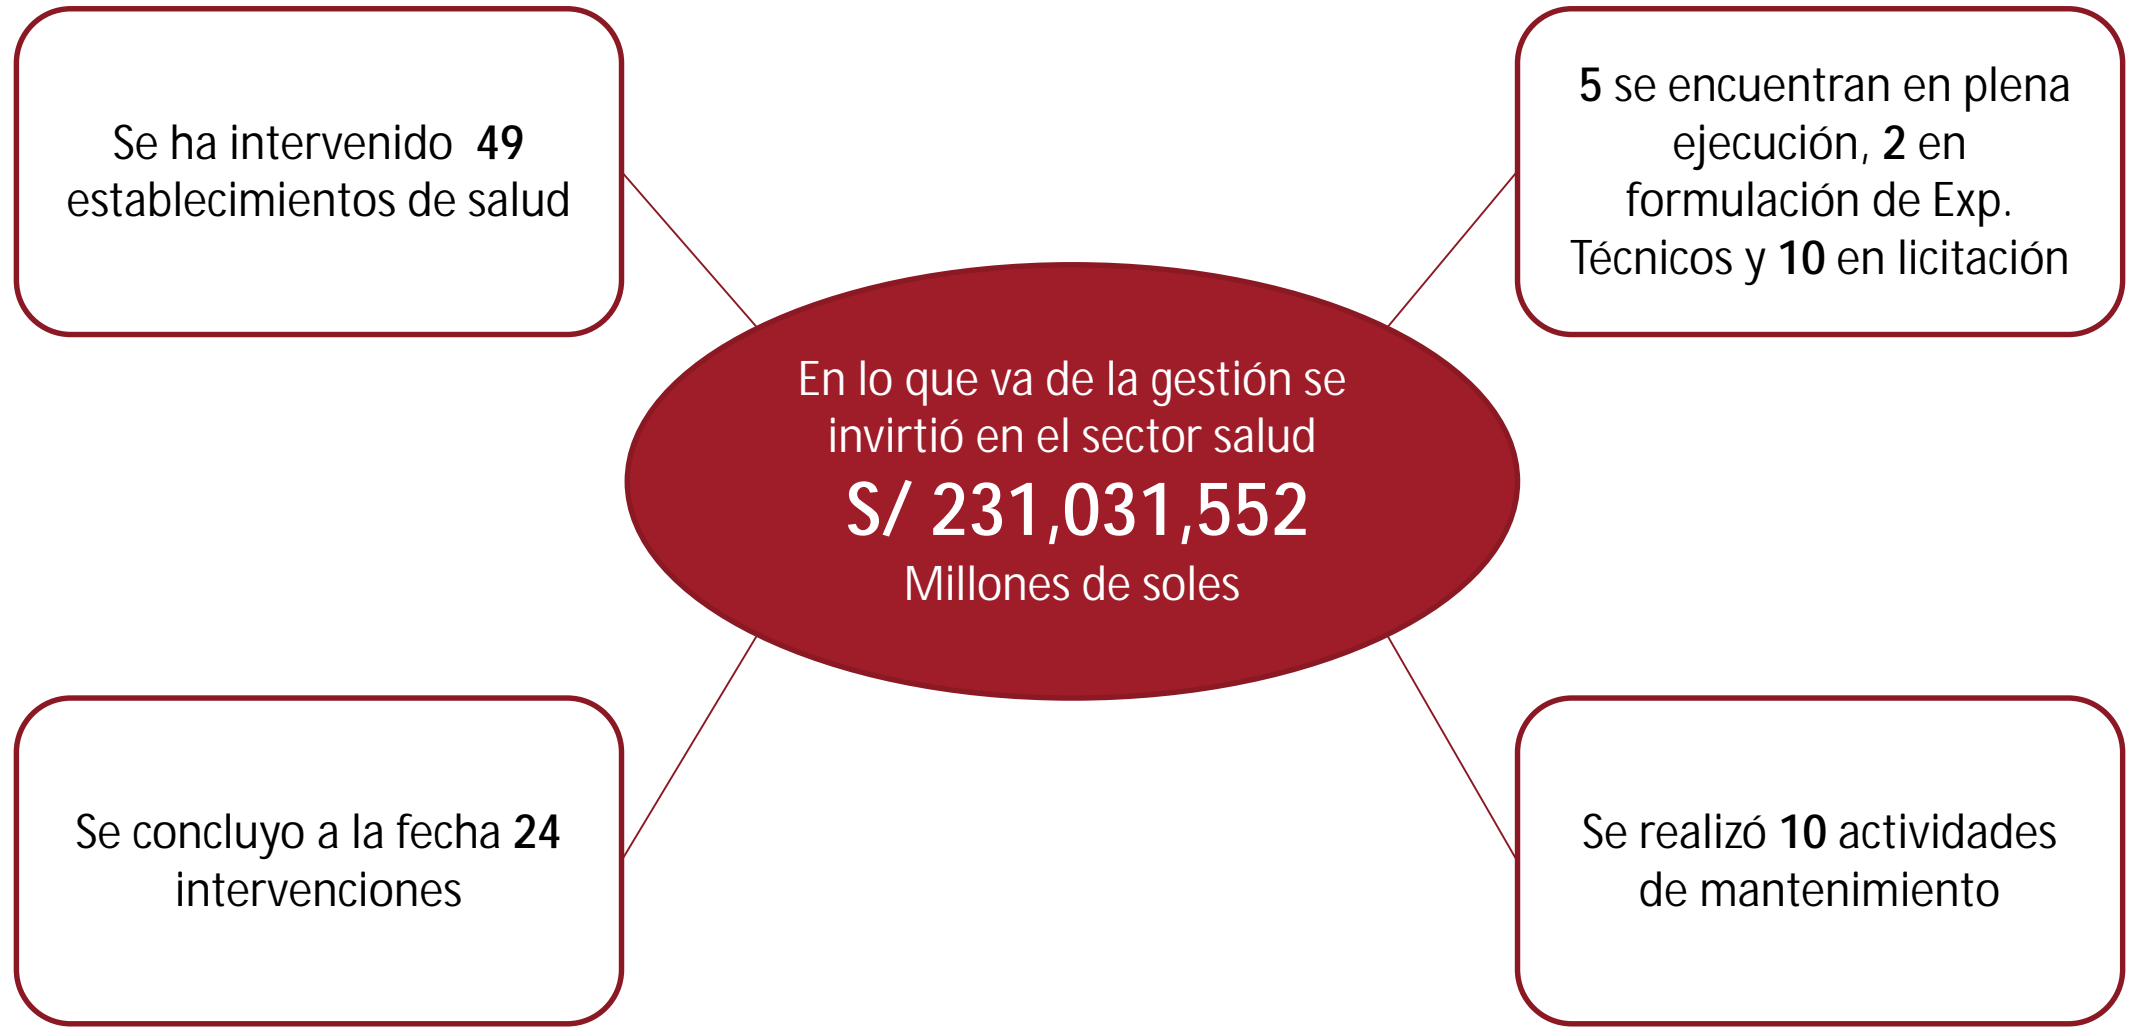 Se ha intervenido 49
establecimientos de salud
5 se encuentran en plena
ejecución, 2 en
formulación de Exp.
Técnicos y 10 en licitación
En lo que va de la gestión se
invirtió en el sector salud
S/ 231,031,552
Millones de soles
Se concluyo a la fecha 24
intervenciones
Se realizó 10 actividades
de mantenimiento